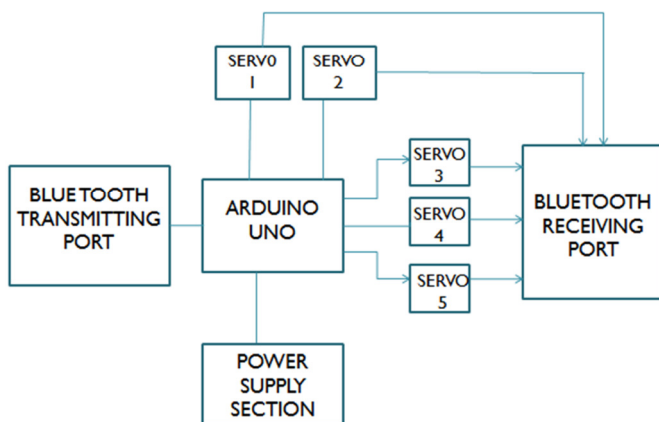 SERV0
1
SERVO
2
SERVO
3
BLUETOOTH
TRANSMITTING
PORT
ARDUINO
UNO
SERVO
4
BLUETOOTH
RECEIVING
PORT
SERVO
5
POWER
SUPPLY
SECTION